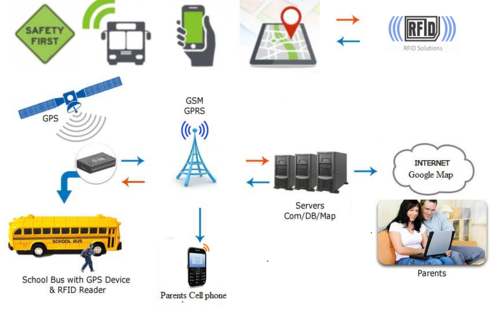 SAFETY
FIRST
RFID
RFID Solutions
GPS
GSM
GPRS
INTERNET
Google Map
Servers
Com/DB/Map
SCHOOL BUS
School Bus with GPS Device
& RFID Reader
Parents Cell phone
Parents